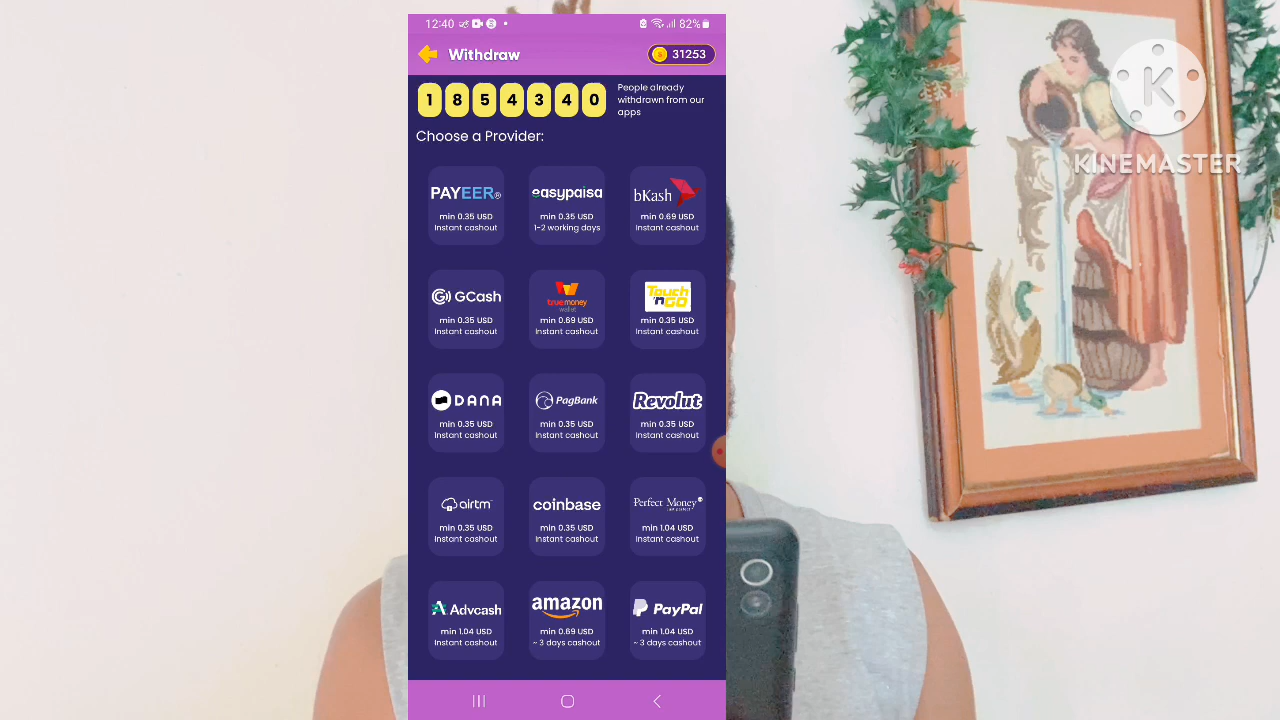 12:40
82%
Withdraw
31253
1 8 5 4 3 4 0
People already
withdrawn from our
apps
Choose a Provider:
PAYEER®
min 0.35 USD
Instant cashout
easypaisa
min 0.35 USD
1-2 working days
bKash
min 0.69 USD
Instant cashout
GCash
min 0.35 USD
Instant cashout
truemoney
wallet
min 0.69 USD
Instant cashout
Touch
'n GO
min 0.35 USD
Instant cashout
DANA
min 0.35 USD
Instant cashout
PagBank
min 0.35 USD
Instant cashout
Revolut
min 0.35 USD
Instant cashout
airtm
min 0.35 USD
Instant cashout
coinbase
min 0.35 USD
Instant cashout
Perfect Money
min 1.04 USD
Instant cashout
Advcash
min 1.04 USD
Instant cashout
amazon
min 0.69 USD
~ 3 days cashout
PayPal
min 1.04 USD
~ 3 days cashout
K
KINEMASTER